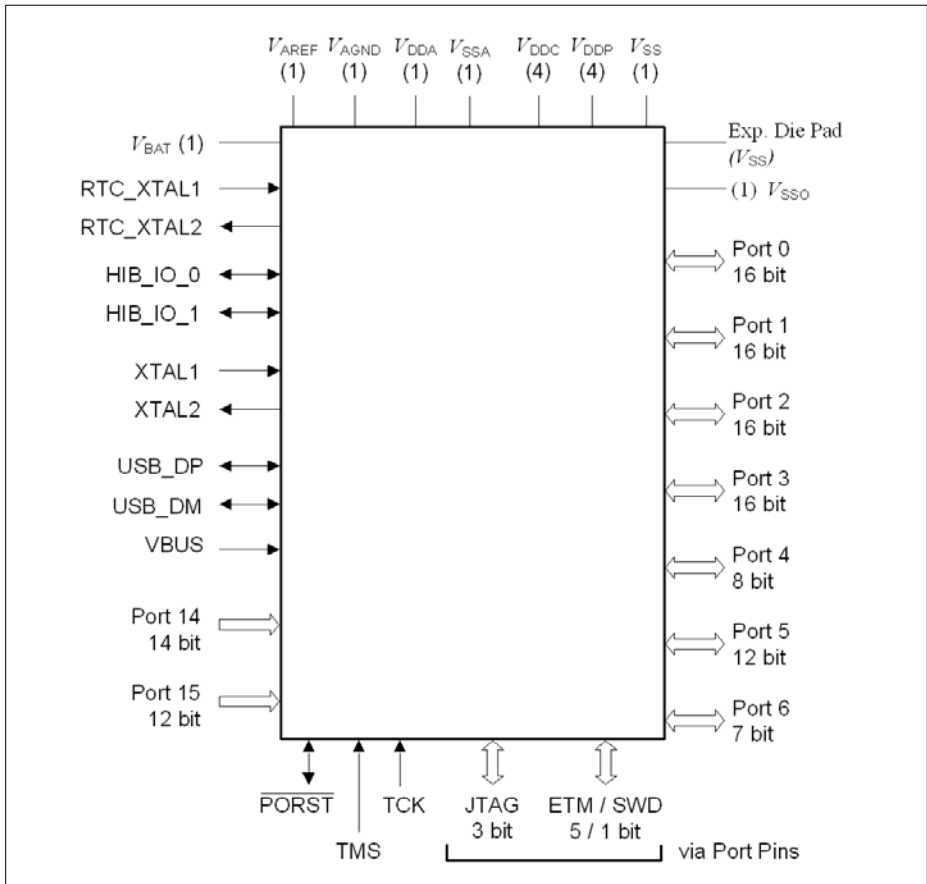 VAREF VAGND VDDA VSSA VDDC VDDP VSS
(1) (1) (1) (1) (4) (4) (1)
VBAT (1)
RTC_XTAL1
RTC_XTAL2
HIB_IO_0
HIB_IO_1
XTAL1
XTAL2
USB_DP
USB_DM
VBUS
Port 14
14 bit
Port 15
12 bit
Exp. Die Pad
(VSS)
(1) VSSO
Port 0
16 bit
Port 1
16 bit
Port 2
16 bit
Port 3
16 bit
Port 4
8 bit
Port 5
12 bit
Port 6
7 bit
PORST
TMS
TCK
JTAG
3 bit
ETM / SWD
5 / 1 bit
via Port Pins